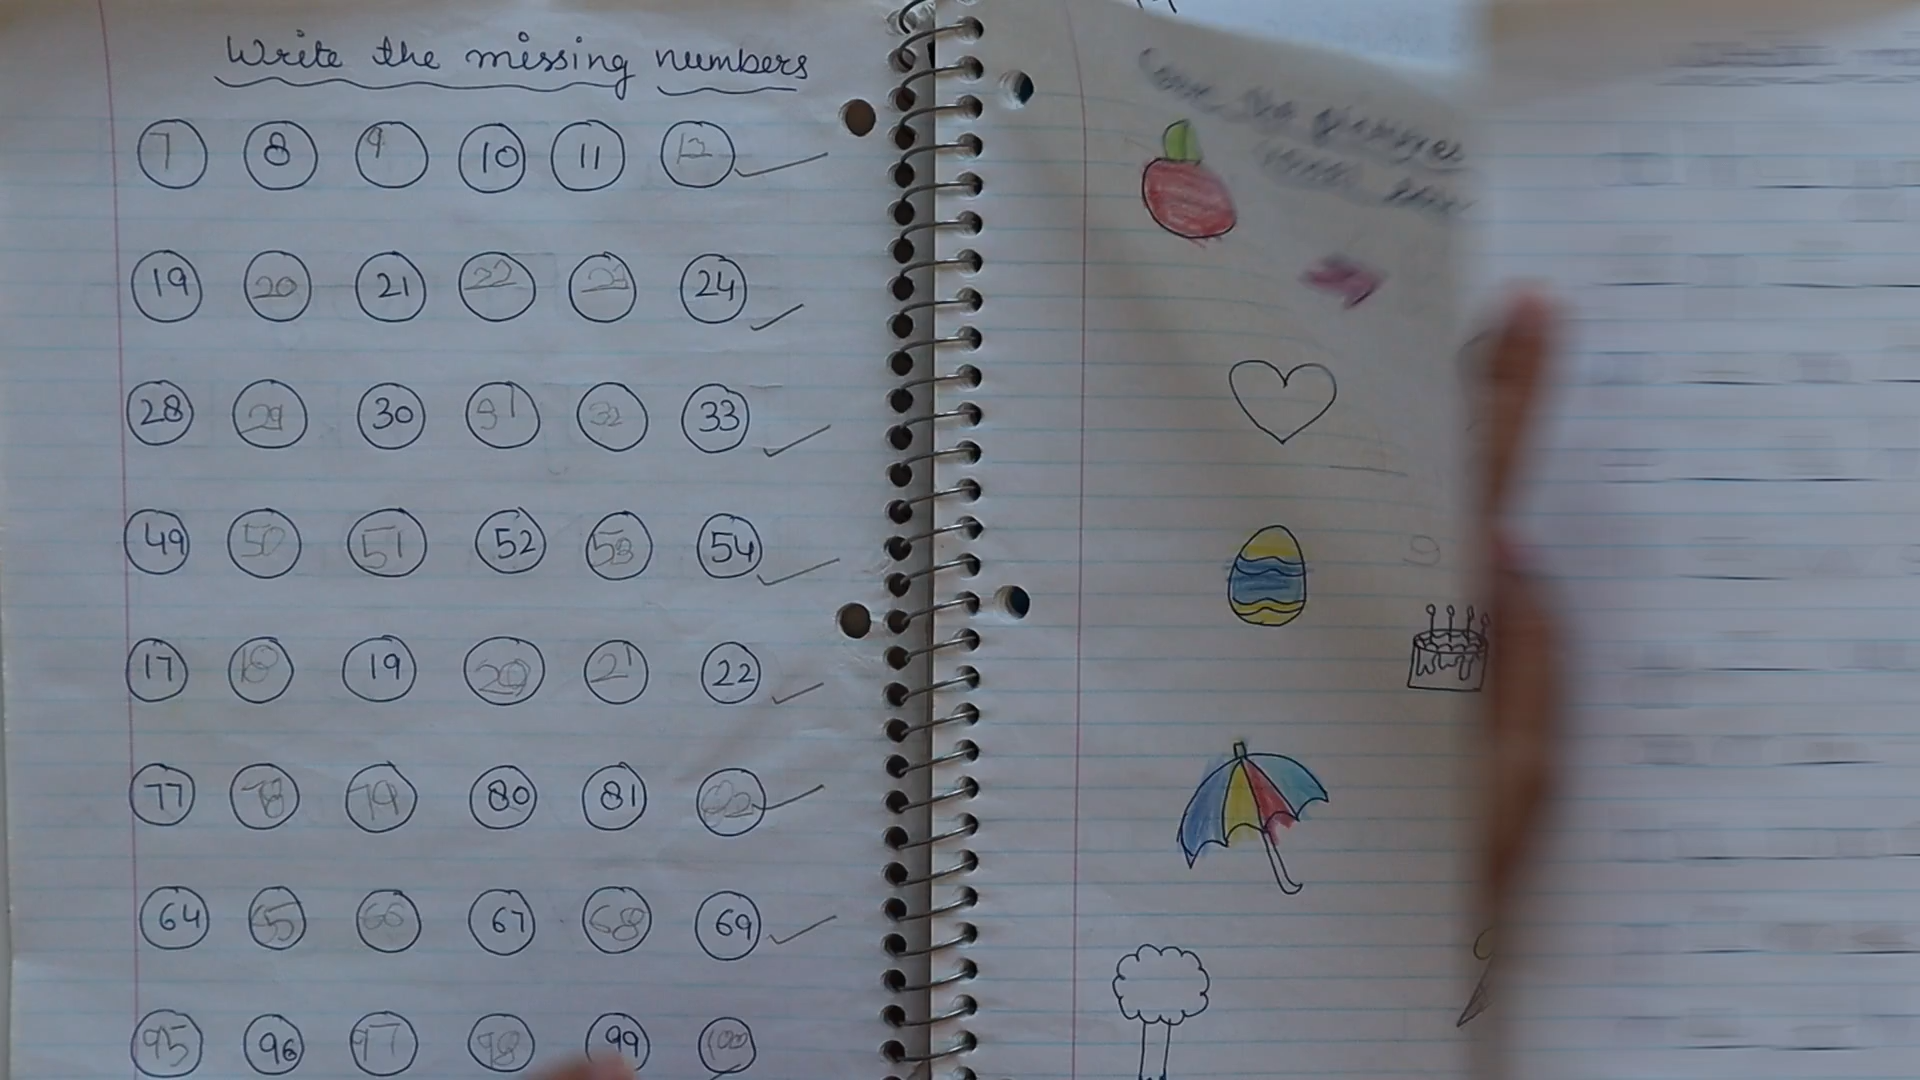 Write the missing numbers
7 8 9 10 11 12
19 20 21 22 23 24
28 29 30 31 32 33
49 50 51 52 53 54
17 18 19 20 21 22
77 78 79 80 81 82
64 65 66 67 68 69
95 96 97 98 99 100